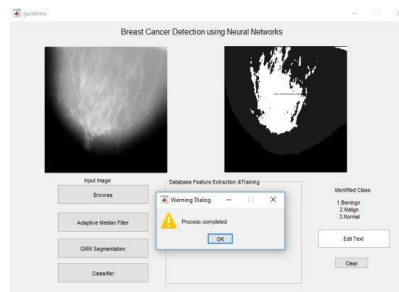 guidemo
Breast Cancer Detection using Neural Networks
Input Image
Browse
Adaptive Median Filter
GMM Segmentation
Classifier
Database Feature Extraction &Training
Warning Dialog
Process completed
OK
Identified Class
1.Beningn
2.Malign
3.Normal
Edit Text
Clear